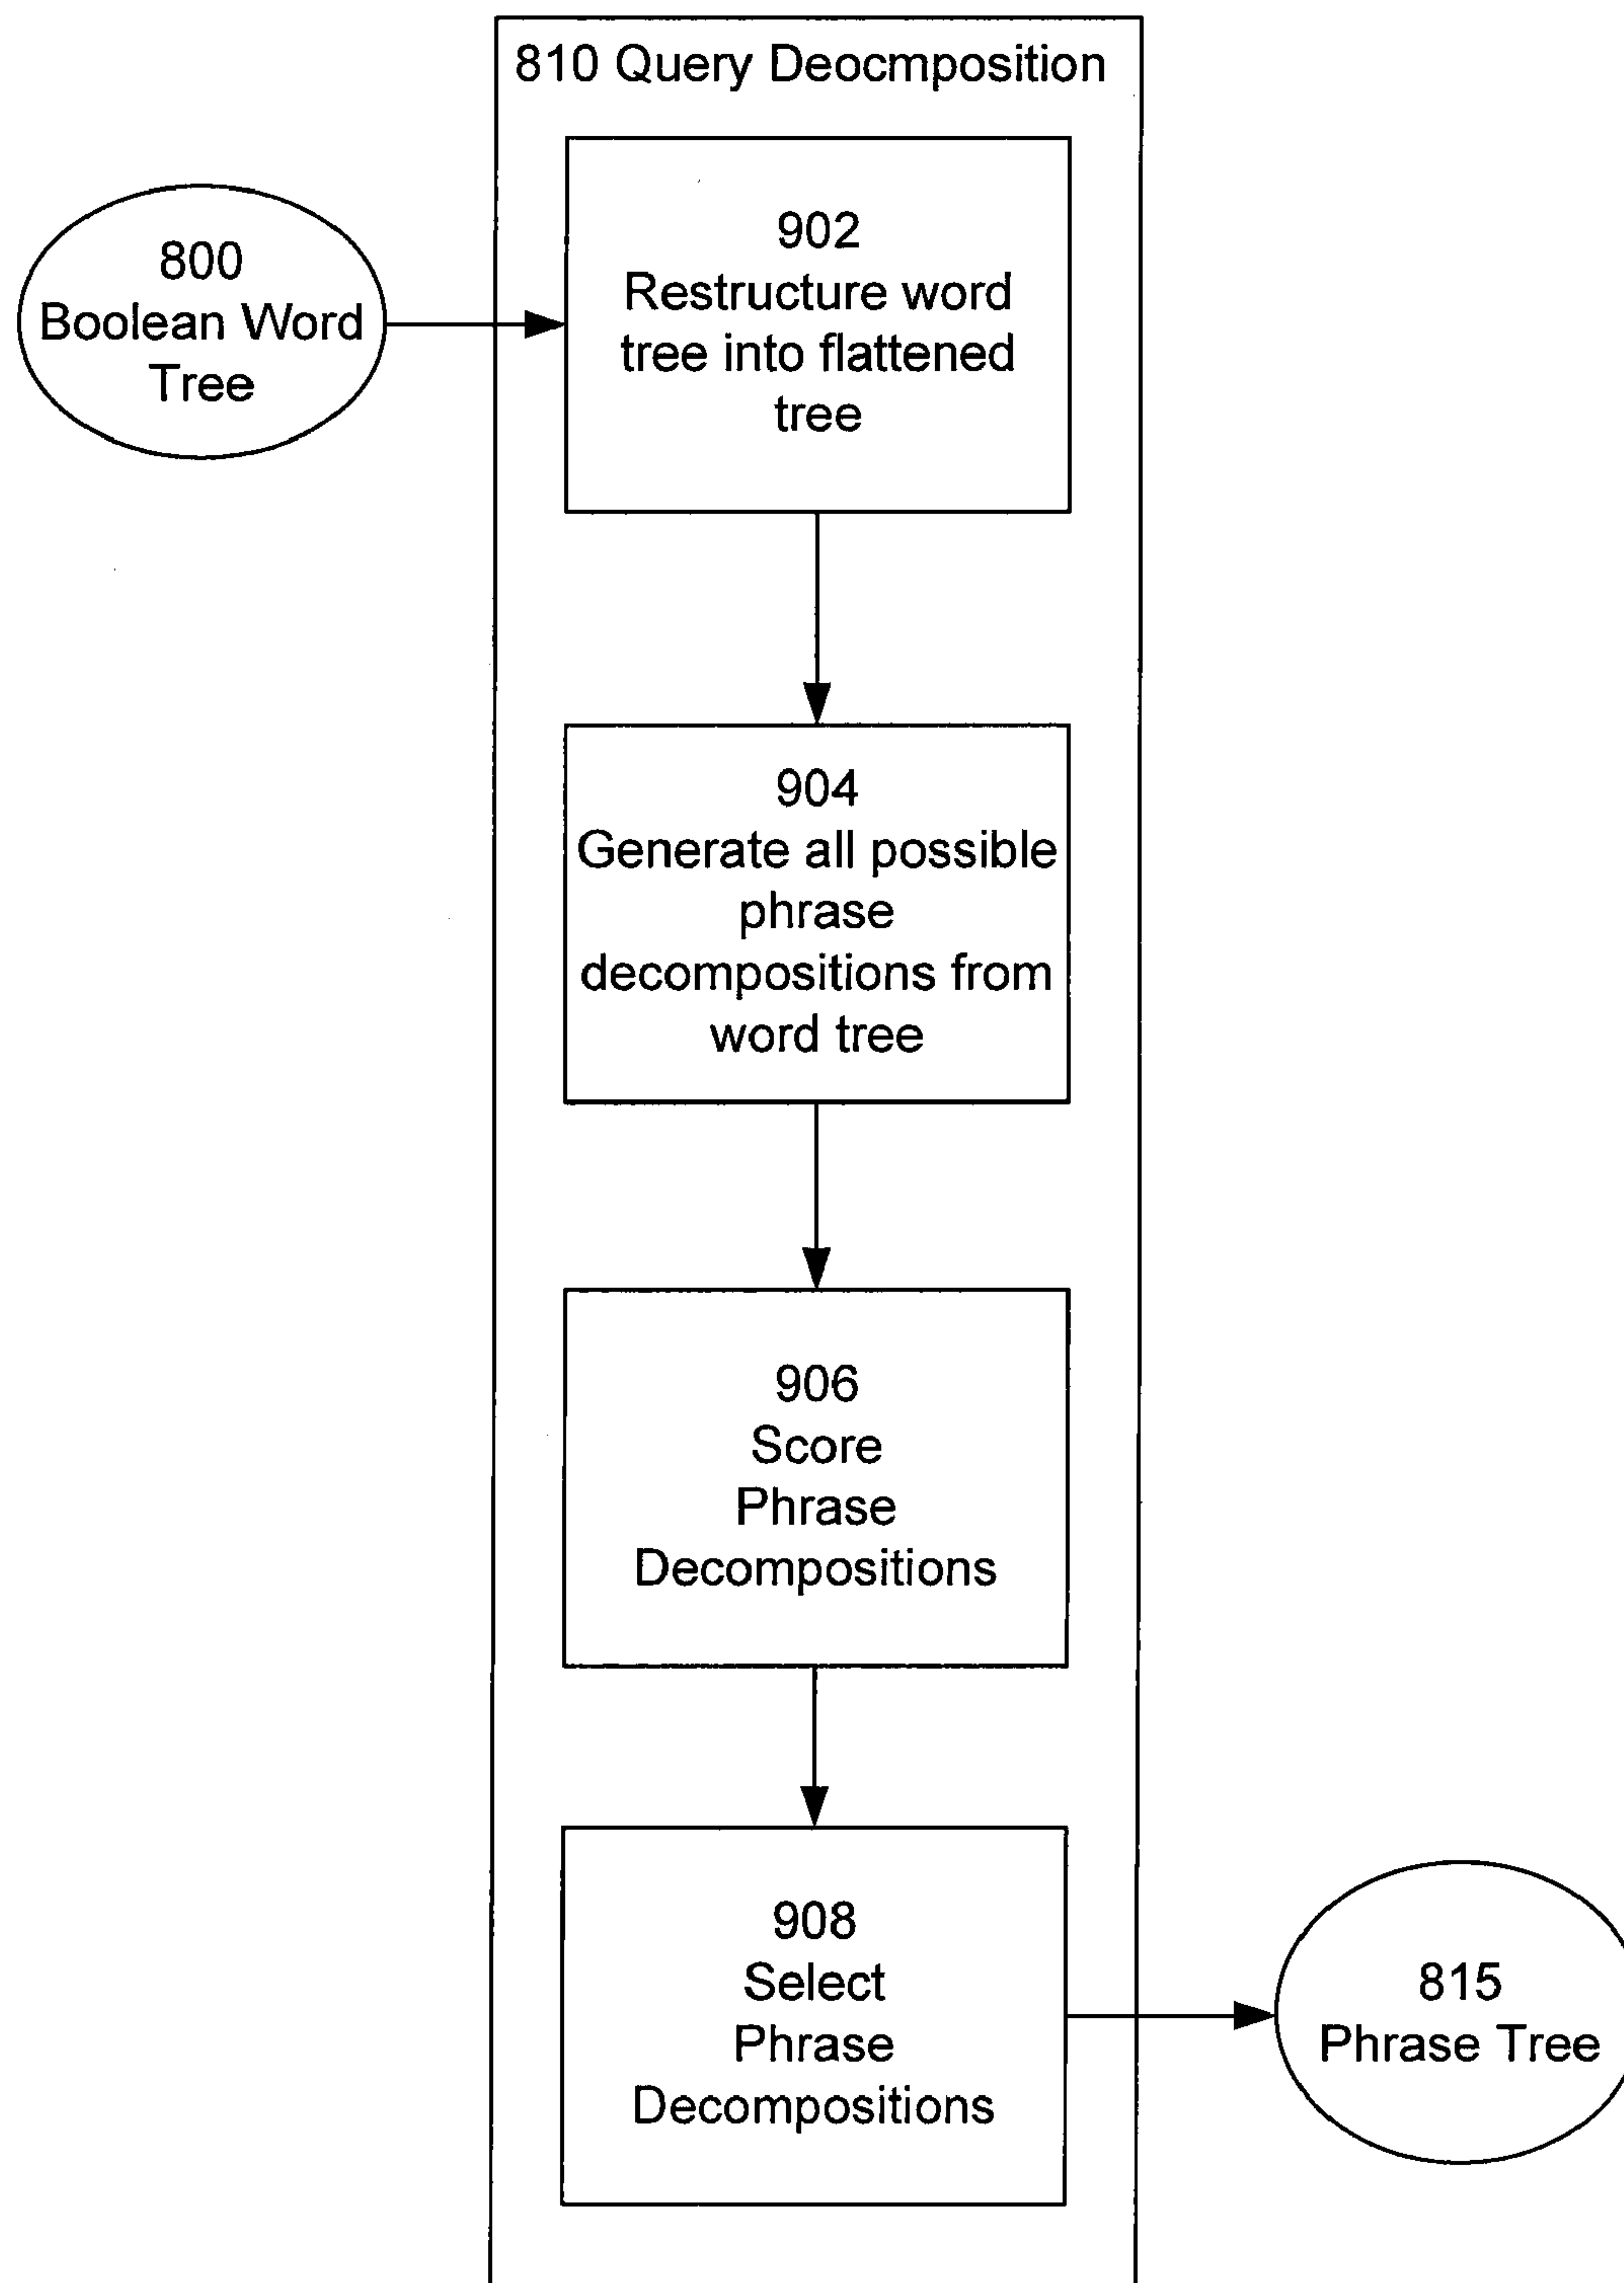 810 Query Deocmposition
800
Boolean Word
Tree
902
Restructure word
tree into flattened
tree
904
Generate all possible
phrase
decompositions from
word tree
906
Score
Phrase
Decompositions
908
Select
Phrase
Decompositions
815
Phrase Tree